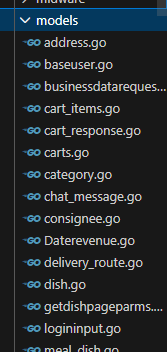 models
address.go
baseuser.go
businessdatareques...
cart_items.go
cart_response.go
carts.go
category.go
chat_message.go
consignee.go
Daterevenue.go
delivery_route.go
dish.go
getdishpageparms....
logininput.go
meal_dish.go